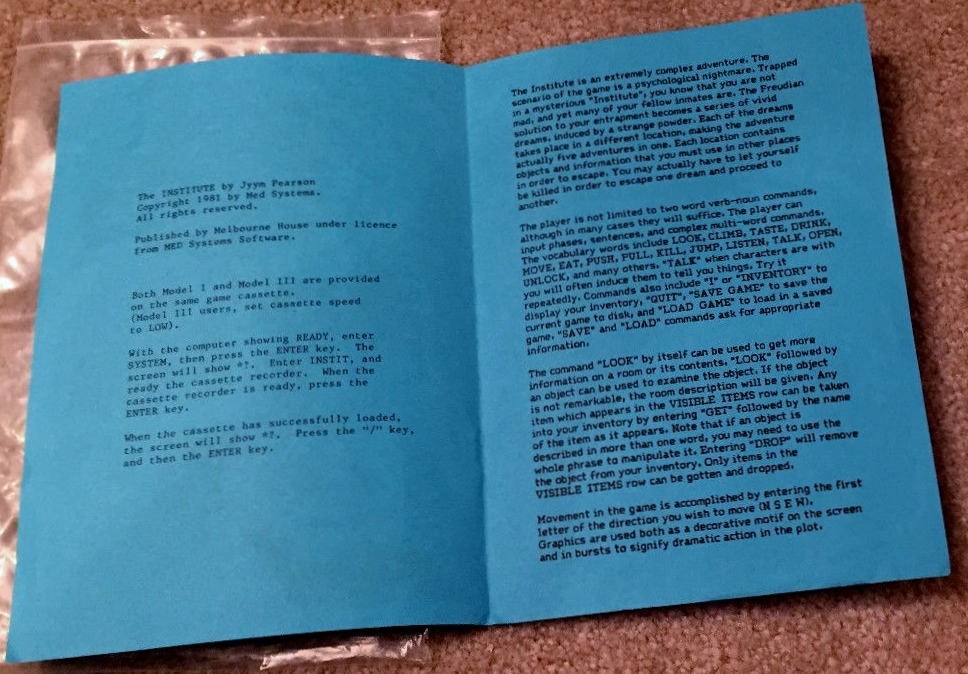 The INSTITUTE by Jyym Pearson
Copyright 1981 by Med Systems.
All rights reserved.
Published by Melbourne House under licence
from MED Systems Software.
Both Model I and Model III are provided
on the same game cassette.
(Model III users, set cassette speed
to LOW).
With the computer showing READY, enter
SYSTEM, then press the ENTER key. The
screen will show *?. Enter INSTIT, and
ready the cassette recorder. When the
cassette recorder is ready, press the
ENTER key.
When the cassette has successfully loaded,
the screen will show *?. Press the "/" key,
and then the ENTER key.
The Institute is an extremely complex adventure. The
scenario of the game is a psychological nightmare. Trapped
in a mysterious "Institute", you know that you are not
mad, and yet many of your fellow inmates are. The Freudian
solution to your entrapment becomes a series of vivid
dreams, induced by a strange powder. Each of the dreams
takes place in a different location, making the adventure
actually five adventures in one. Each location contains
objects and information that you must use in other places
in order to escape. You may actually have to let yourself
be killed in order to escape one dream and proceed to
another.
The player is not limited to two word verb-noun commands,
although in many cases they will suffice. The player can
input phases, sentences, and complex multi-word commands.
The vocabulary words include LOOK, CLIMB, TASTE, DRINK,
MOVE, EAT, PUSH, PULL, KILL, JUMP, LISTEN, TALK, OPEN,
UNLOCK, and many others. "TALK" when characters are with
you will often induce them to tell you things. Try it
repeatedly. Commands also include "I" or "INVENTORY" to
display your inventory, "QUIT", "SAVE GAME" to save the
current game to disk, and "LOAD GAME" to load in a saved
game. "SAVE" and "LOAD" commands ask for appropriate
information.
The command "LOOK" by itself can be used to get more
information on a room or its contents. "LOOK" followed by
an object can be used to examine the object. If the object
is not remarkable, the room description will be given. Any
item which appears in the VISIBLE ITEMS row can be taken
into your inventory by entering "GET" followed by the name
of the item as it appears. Note that if an object is
described in more than one word, you may need to use the
whole phrase to manipulate it. Entering "DROP" will remove
the object from your inventory. Only items in the
VISIBLE ITEMS row can be gotten and dropped.
Movement in the game is accomplished by entering the first
letter of the direction you wish to move (N S E W).
Graphics are used both as a decorative motif on the screen
and in bursts to signify dramatic action in the plot.